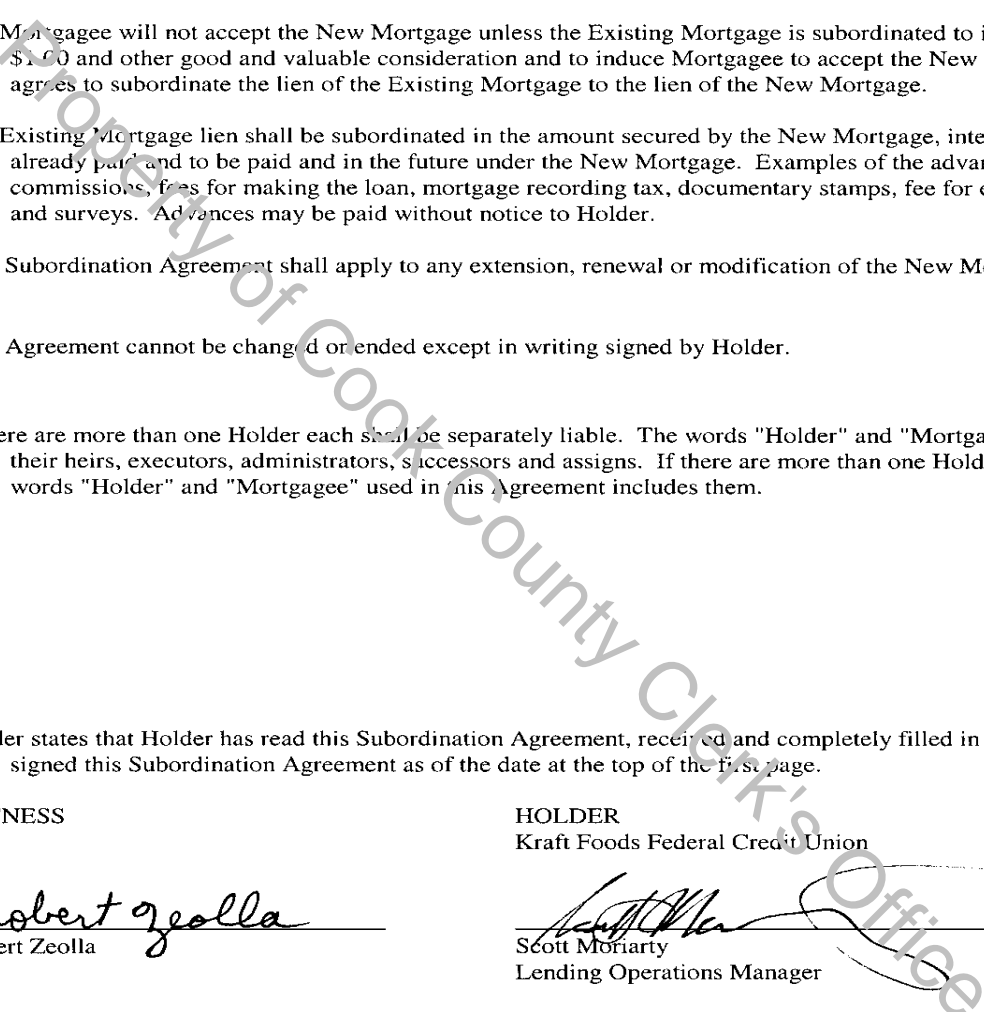 Mortgagee will not accept the New Mortgage unless the Existing Mortgage is subordinated to i
$1.00 and other good and valuable consideration and to induce Mortgagee to accept the New
agrees to subordinate the lien of the Existing Mortgage to the lien of the New Mortgage.
Existing Mortgage lien shall be subordinated in the amount secured by the New Mortgage, inte
already paid and to be paid and in the future under the New Mortgage. Examples of the adva
commissions, fees for making the loan, mortgage recording tax, documentary stamps, fee for e
and surveys. Advances may be paid without notice to Holder.
Subordination Agreement shall apply to any extension, renewal or modification of the New Mo
Agreement cannot be changed or ended except in writing signed by Holder.
ere are more than one Holder each shall be separately liable. The words "Holder" and "Mortga
their heirs, executors, administrators, successors and assigns. If there are more than one Hold
words "Holder" and "Mortgagee" used in this Agreement includes them.
ler states that Holder has read this Subordination Agreement, received and completely filled in
signed this Subordination Agreement as of the date at the top of the first page.
NESS
HOLDER
Kraft Foods Federal Credit Union
obert Zeolla
ert Zeolla
Scott Moriarty
Lending Operations Manager
Property of Cook County Clerk's Office